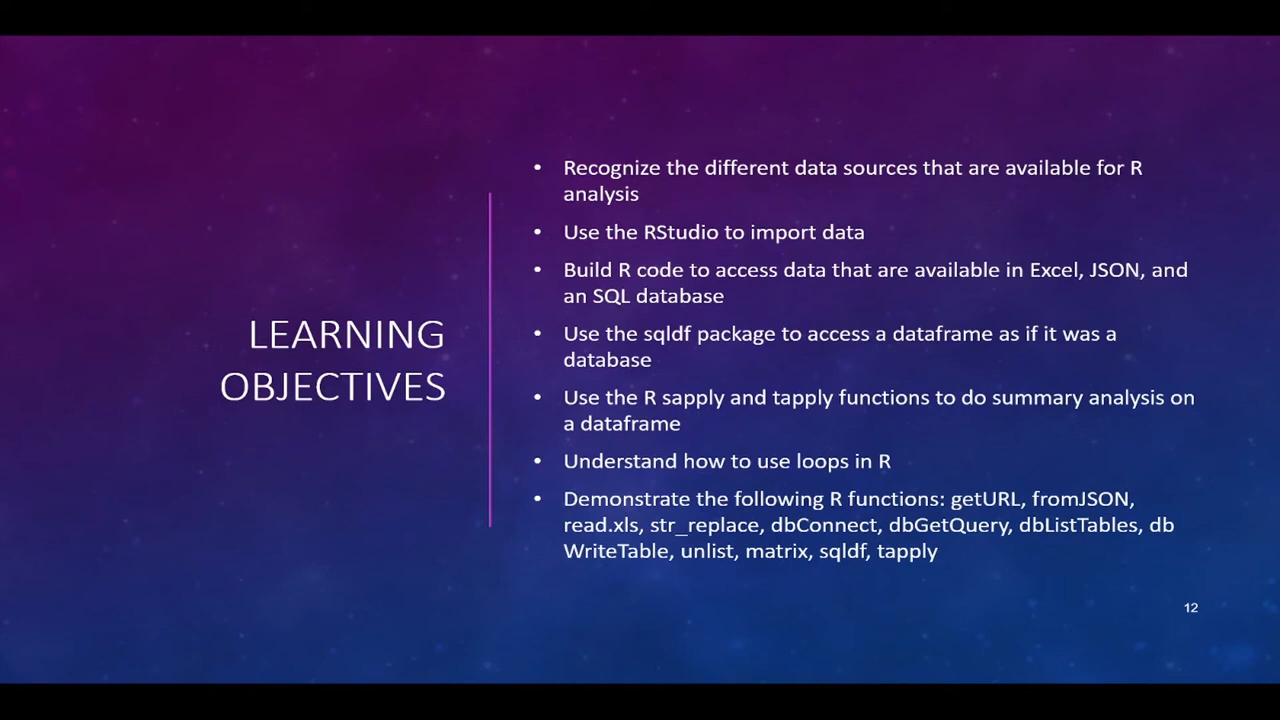 LEARNING
OBJECTIVES
• Recognize the different data sources that are available for R
analysis
• Use the RStudio to import data
• Build R code to access data that are available in Excel, JSON, and
an SQL database
• Use the sqldf package to access a dataframe as if it was a
database
• Use the R sapply and tapply functions to do summary analysis on
a dataframe
• Understand how to use loops in R
• Demonstrate the following R functions: getURL, fromJSON,
read.xls, str_replace, dbConnect, dbGetQuery, dbListTables, db
WriteTable, unlist, matrix, sqldf, tapply
12